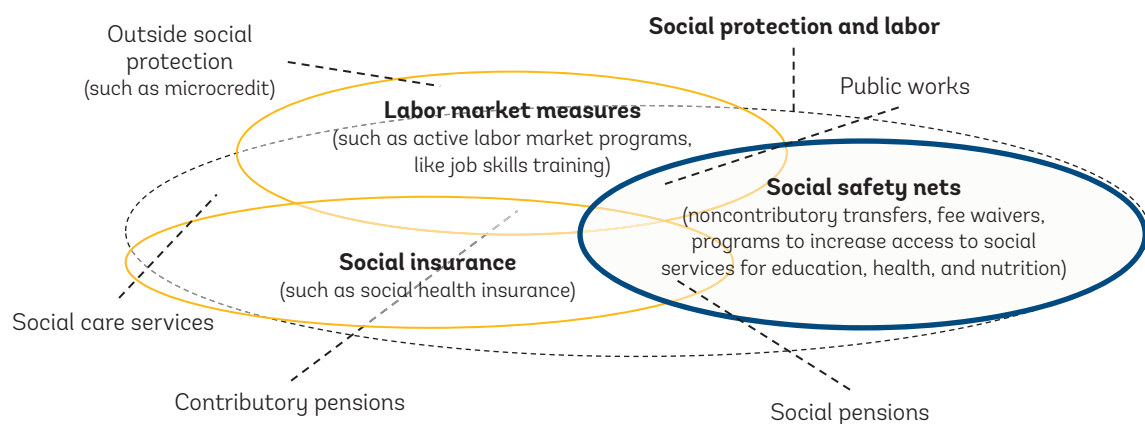 Outside social
protection
(such as microcredit)
Social protection and labor
Public works
Labor market measures
(such as active labor market programs,
like job skills training)
Social safety nets
(noncontributory transfers, fee waivers,
programs to increase access to social
services for education, health, and nutrition)
Social insurance
(such as social health insurance)
Social care services
Contributory pensions
Social pensions